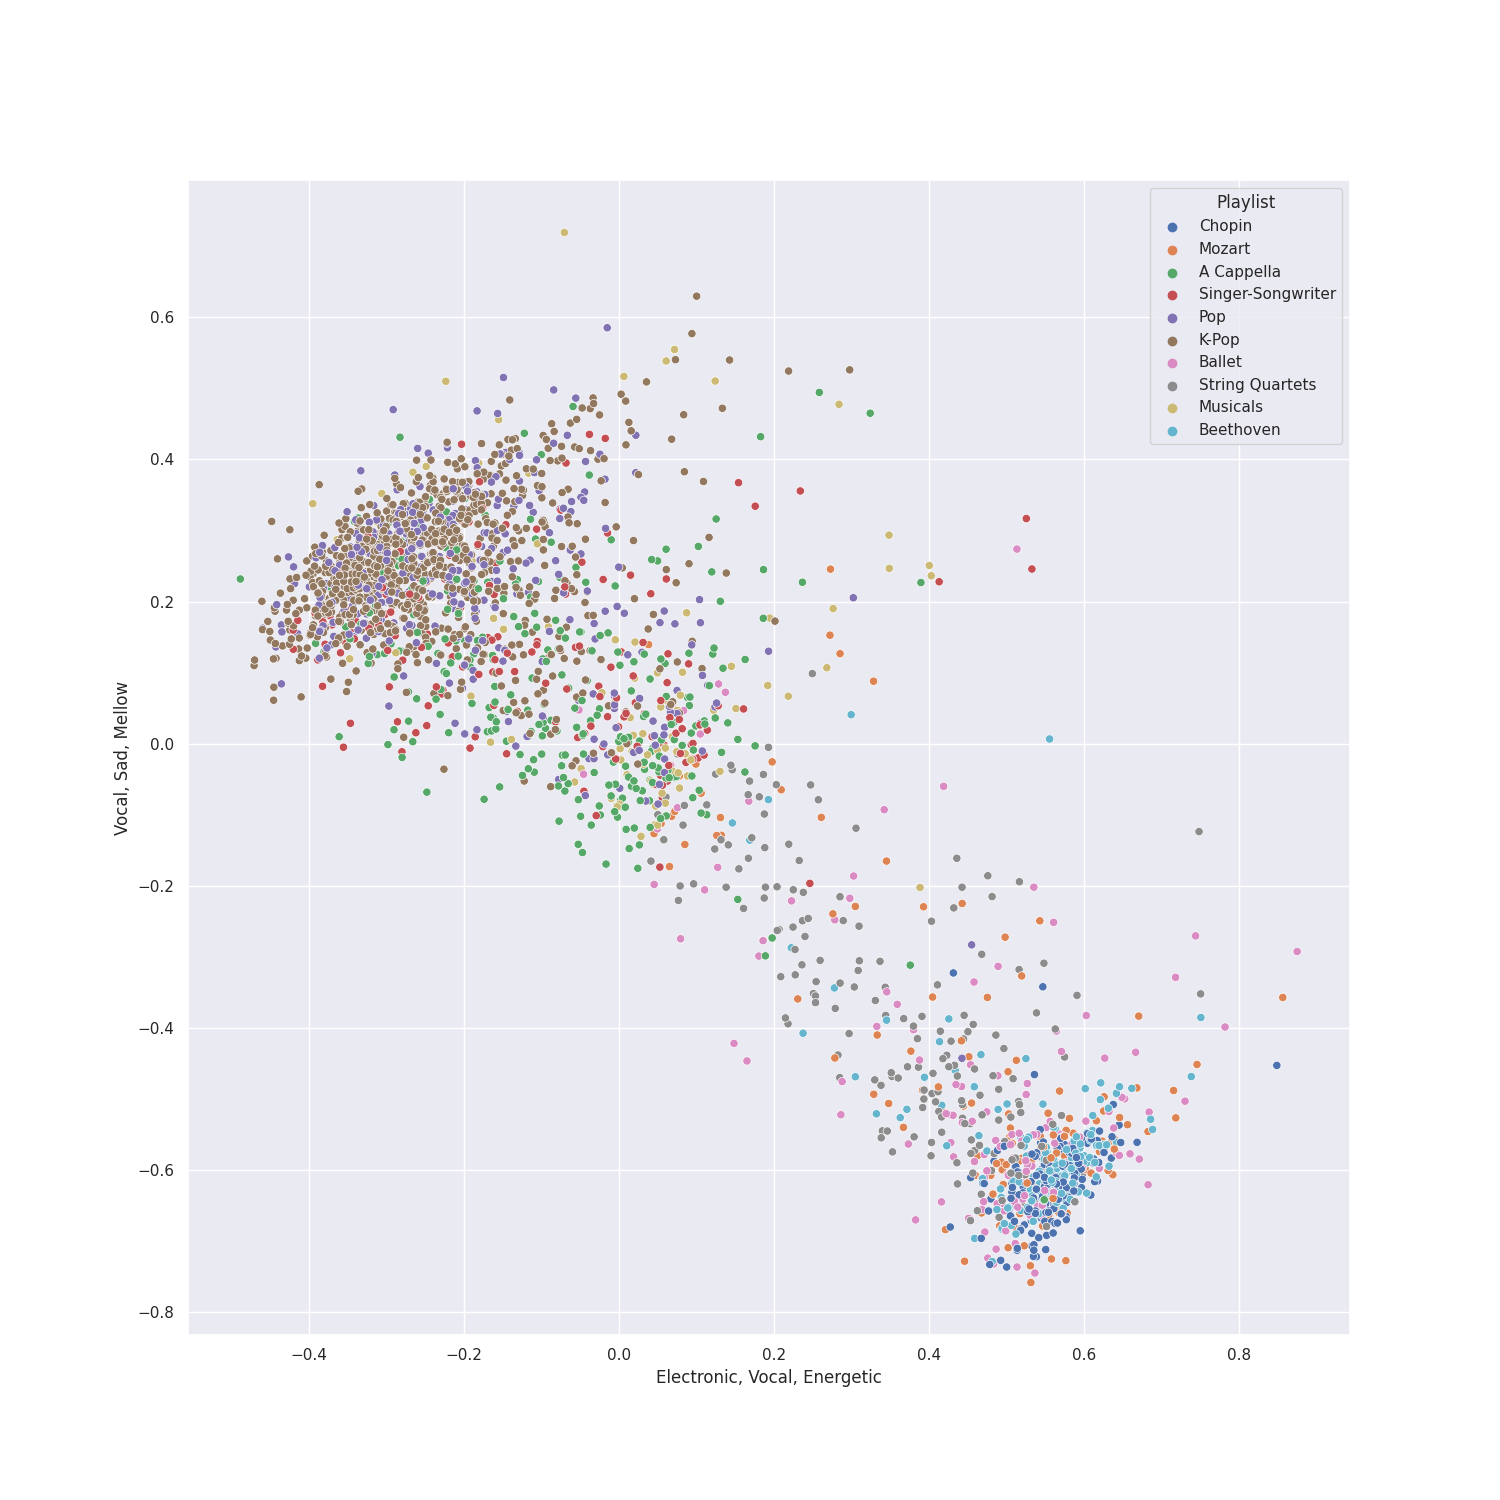 Playlist
Chopin
Mozart
A Cappella
Singer-Songwriter
Pop
K-Pop
Ballet
String Quartets
Musicals
Beethoven
0.6
0.4
0.2
0.0
−0.2
−0.4
−0.6
−0.8
Vocal, Sad, Mellow
−0.4
−0.2
0.0
0.2
0.4
0.6
0.8
Electronic, Vocal, Energetic